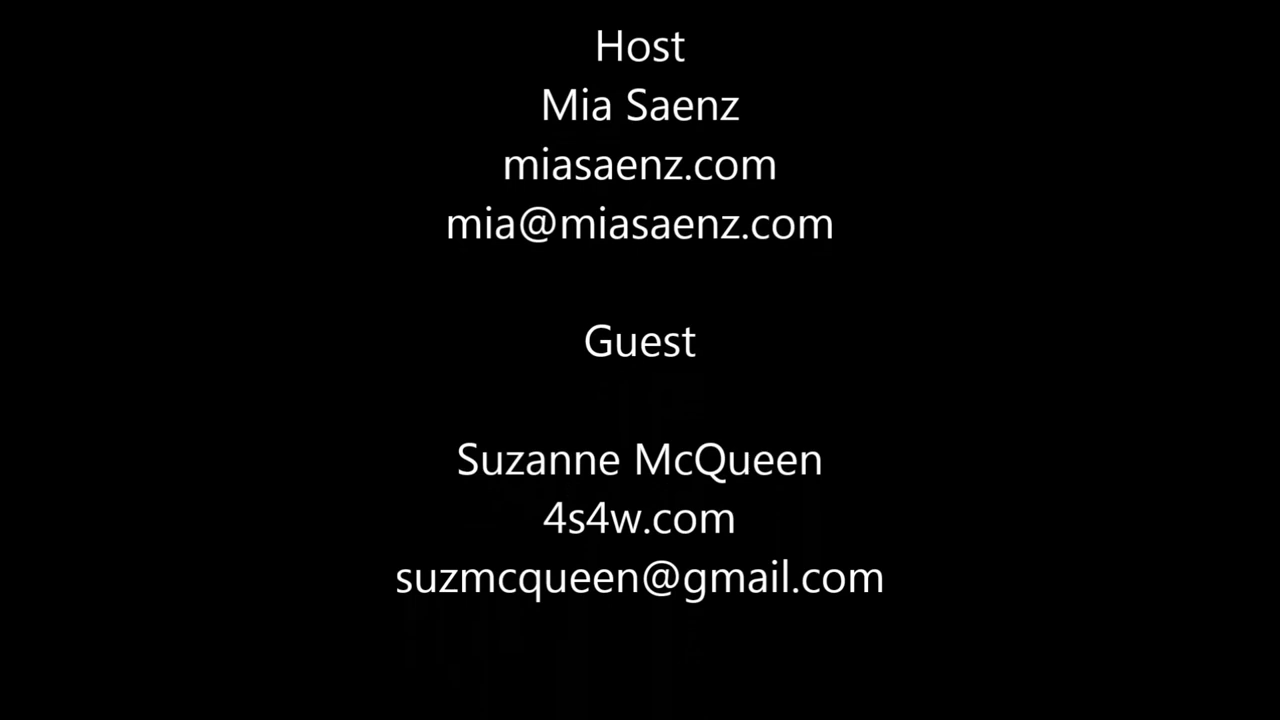 Host
Mia Saenz
miasaenz.com
mia@miasaenz.com
Guest
Suzanne McQueen
4s4w.com
suzmcqueen@gmail.com